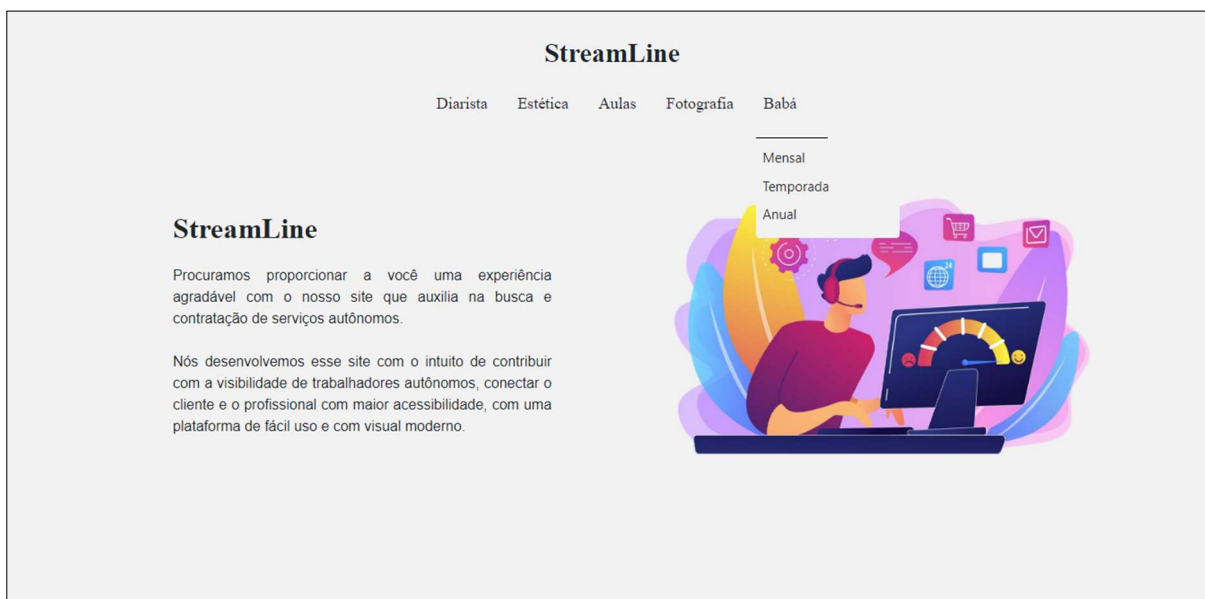 StreamLine
Diarista Estética Aulas Fotografia Babá
Mensal
Temporada
Anual
StreamLine
Procuramos proporcionar a você uma experiência
agradável com o nosso site que auxilia na busca e
contratação de serviços autônomos.
Nós desenvolvemos esse site com o intuito de contribuir
com a visibilidade de trabalhadores autônomos, conectar o
cliente e o profissional com maior acessibilidade, com uma
plataforma de fácil uso e com visual moderno.
24